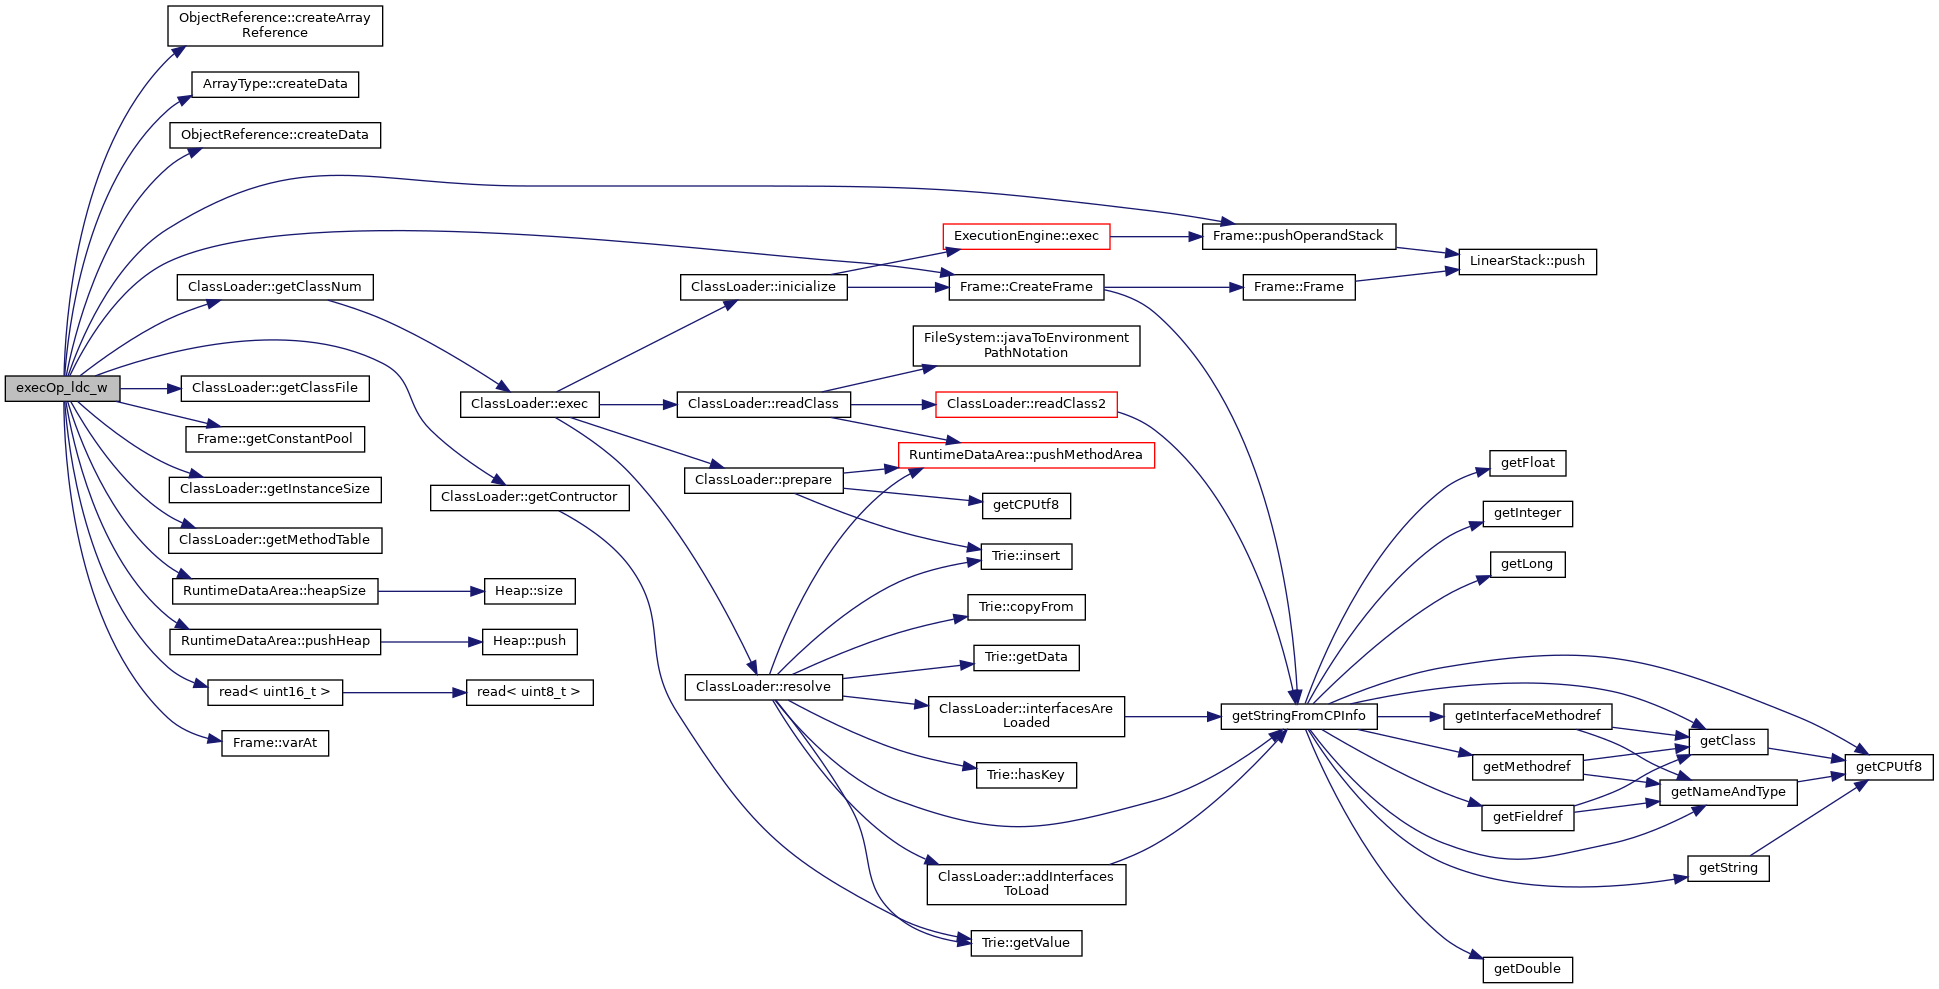 execOp_ldc_w
ObjectReference::createArray
Reference
ArrayType::createData
ObjectReference::createData
ClassLoader::getClassNum
ClassLoader::getClassFile
Frame::getConstantPool
ClassLoader::getInstanceSize
ClassLoader::getMethodTable
RuntimeDataArea::heapSize
RuntimeDataArea::pushHeap
read< uint16_t >
Frame::varAt
ClassLoader::exec
ClassLoader::getContructor
Heap::size
Heap::push
read< uint8_t >
ClassLoader::inicialize
ClassLoader::readClass
ClassLoader::prepare
ClassLoader::resolve
ExecutionEngine::exec
Frame::CreateFrame
FileSystem::javaToEnvironment
PathNotation
ClassLoader::readClass2
RuntimeDataArea::pushMethodArea
getCPUtf8
Trie::insert
Trie::copyFrom
Trie::getData
ClassLoader::interfacesAre
Loaded
Trie::hasKey
ClassLoader::addInterfaces
ToLoad
Trie::getValue
Frame::pushOperandStack
Frame::Frame
getStringFromCPInfo
LinearStack::push
getFloat
getInteger
getLong
getInterfaceMethodref
getMethodref
getFieldref
getDouble
getClass
getNameAndType
getString
getCPUtf8